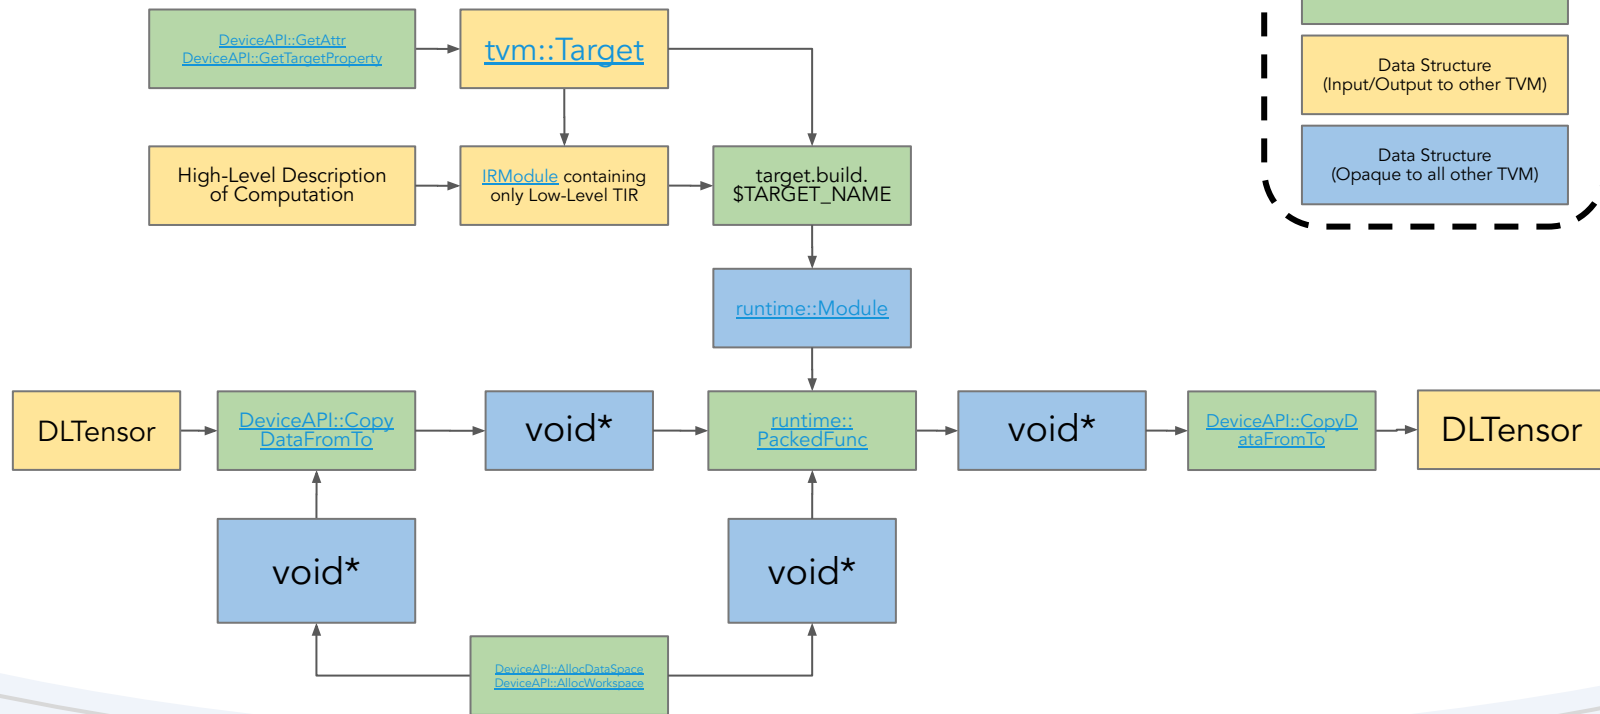 DeviceAPI::GetAttr
DeviceAPI::GetTargetProperty
tvm::Target
Data Structure
(Input/Output to other TVM)
High-Level Description
of Computation
IRModule containing
only Low-Level TIR
target.build.
$TARGET_NAME
Data Structure
(Opaque to all other TVM)
runtime::Module
DLTensor
DeviceAPI::Copy
DataFromTo
void*
runtime::
PackedFunc
void*
DeviceAPI::CopyD
ataFromTo
DLTensor
void*
void*
DeviceAPI::AllocDataSpace
DeviceAPI::AllocWorkspace